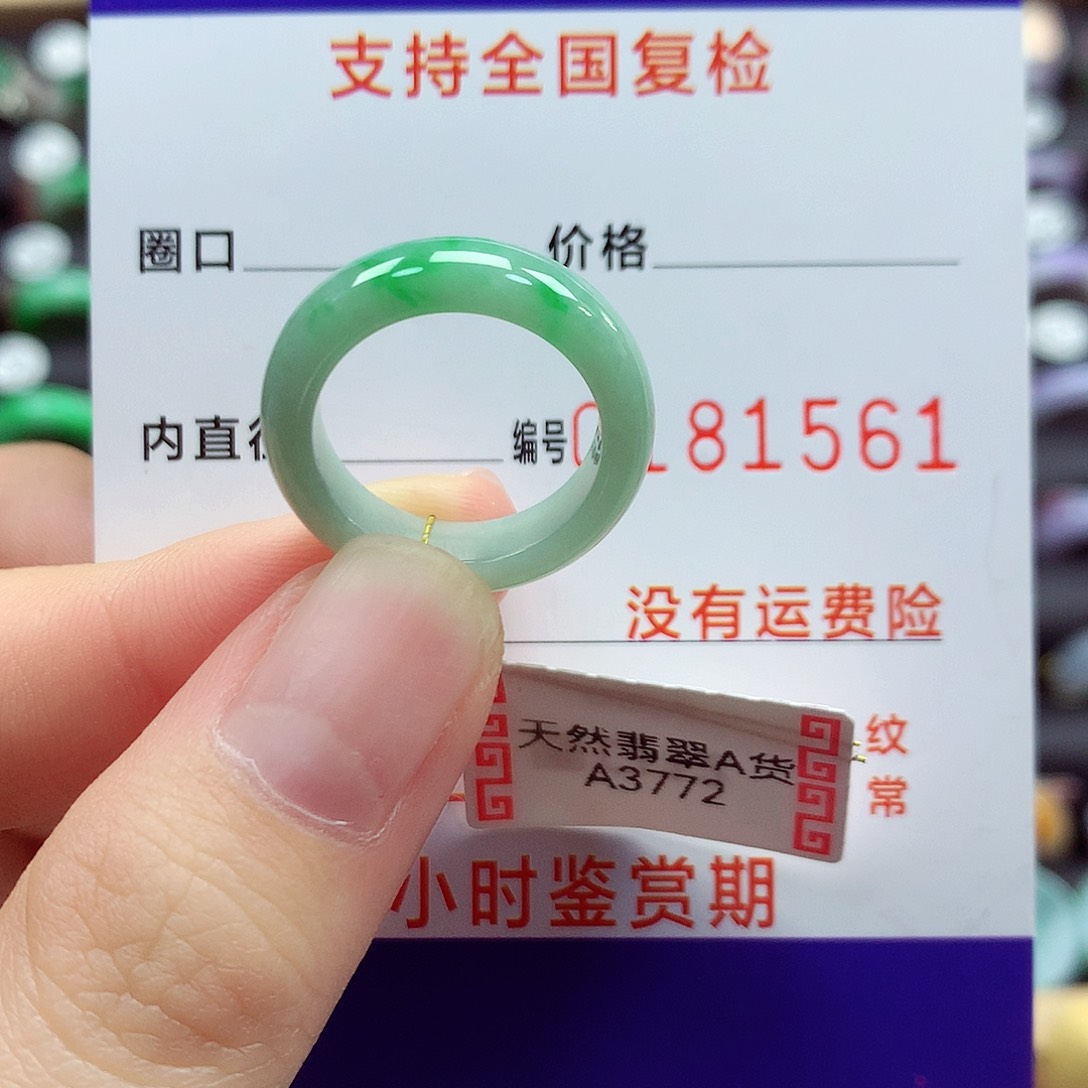 支持全国复检
圈口 价格
内直径 编号 0181561
没有运费险
天然翡翠A货
A3772
纹
常
小时鉴赏期